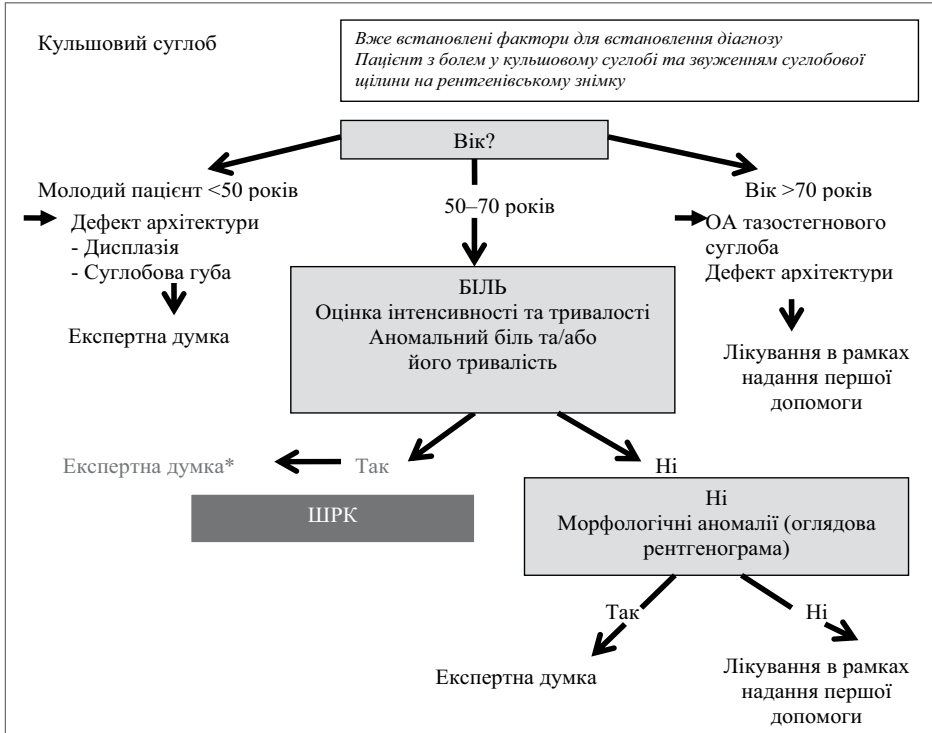 Кульшовий суглоб
Вже встановлені фактори для встановлення діагнозу
Пацієнт з болем у кульшовому суглобі та звуженням суглобової
щілини на рентгенівському знімку
Вік?
Молодий пацієнт <50 років
Дефект архітектури
- Дисплазія
- Суглобова губа
Експертна думка
50–70 років
Вік >70 років
ОА тазостегнового
суглоба
Дефект архітектури
Лікування в рамках
надання першої
допомоги
БІЛЬ
Оцінка інтенсивності та тривалості
Аномальний біль та/або
його тривалість
Експертна думка*
Так
Ні
ШРК
Ні
Морфологічні аномалії (оглядова
рентгенограма)
Так
Ні
Експертна думка
Лікування в рамках
надання першої
допомоги